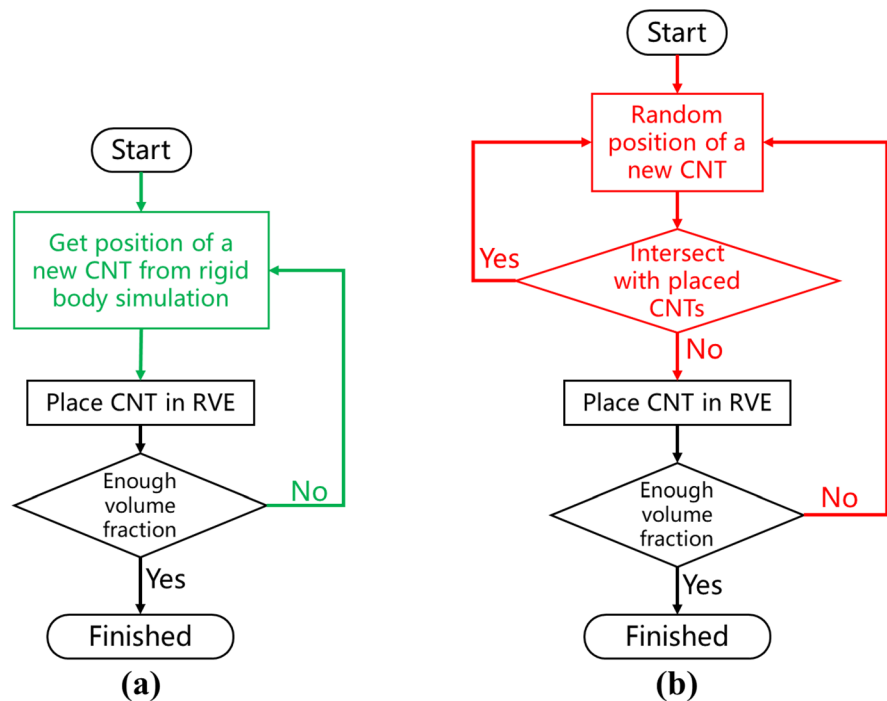 Start
Get position of a
new CNT from rigid
body simulation
Place CNT in RVE
Enough
volume
fraction
No
Yes
Finished
(a)
Start
Random
position of a
new CNT
Yes
Intersect
with placed
CNTs
No
Place CNT in RVE
Enough
volume
fraction
No
Yes
Finished
(b)